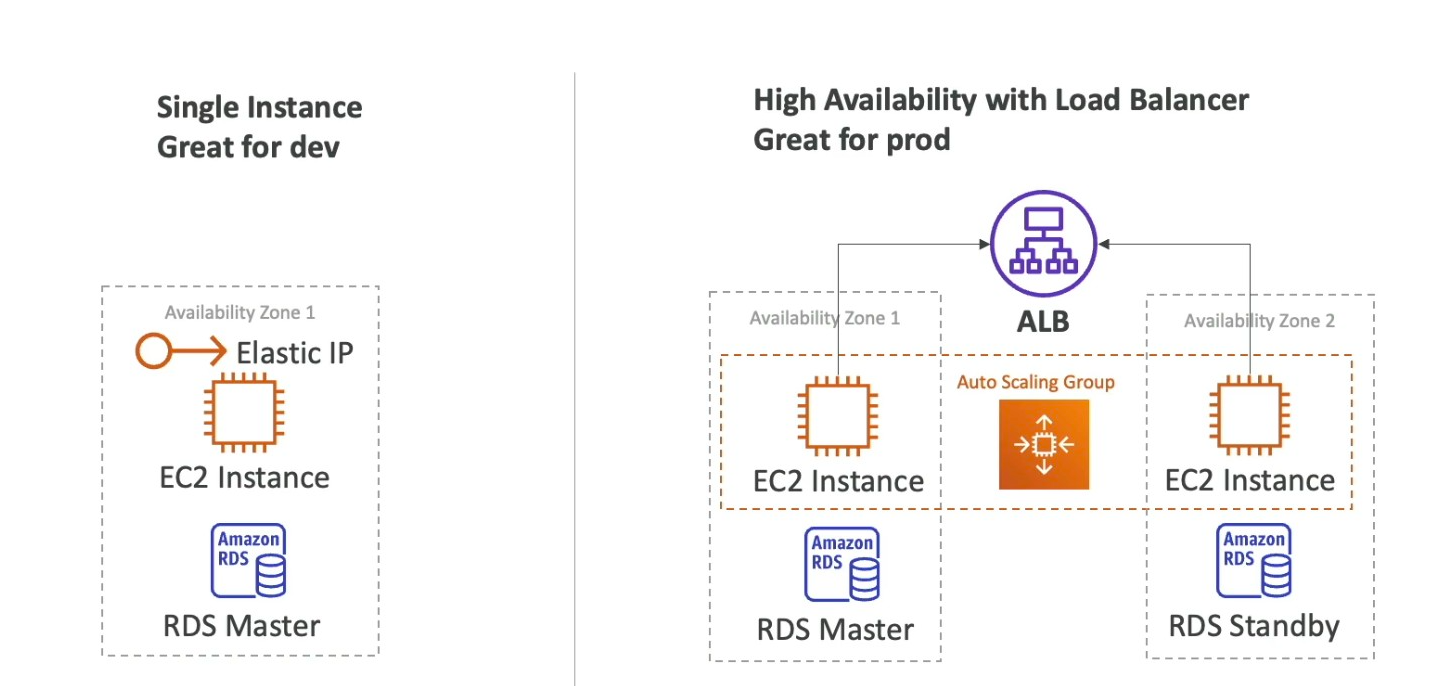 Single Instance
Great for dev
Availability Zone 1
Elastic IP
EC2 Instance
Amazon
RDS
RDS Master
High Availability with Load Balancer
Great for prod
ALB
Availability Zone 1
Availability Zone 2
Auto Scaling Group
EC2 Instance
EC2 Instance
Amazon
RDS
RDS Master
Amazon
RDS
RDS Standby